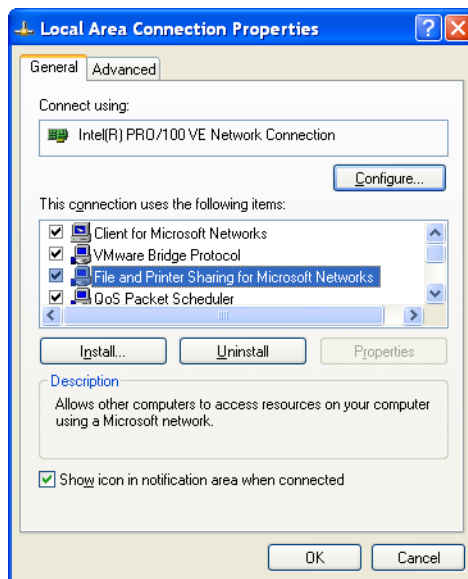 Local Area Connection Properties
General
Advanced
Connect using:
Intel(R) PRO/100 VE Network Connection
Configure...
This connection uses the following items:
Client for Microsoft Networks
VMware Bridge Protocol
File and Printer Sharing for Microsoft Networks
QoS Packet Scheduler
Install...
Uninstall
Properties
Description
Allows other computers to access resources on your computer
using a Microsoft network.
Show icon in notification area when connected
OK
Cancel